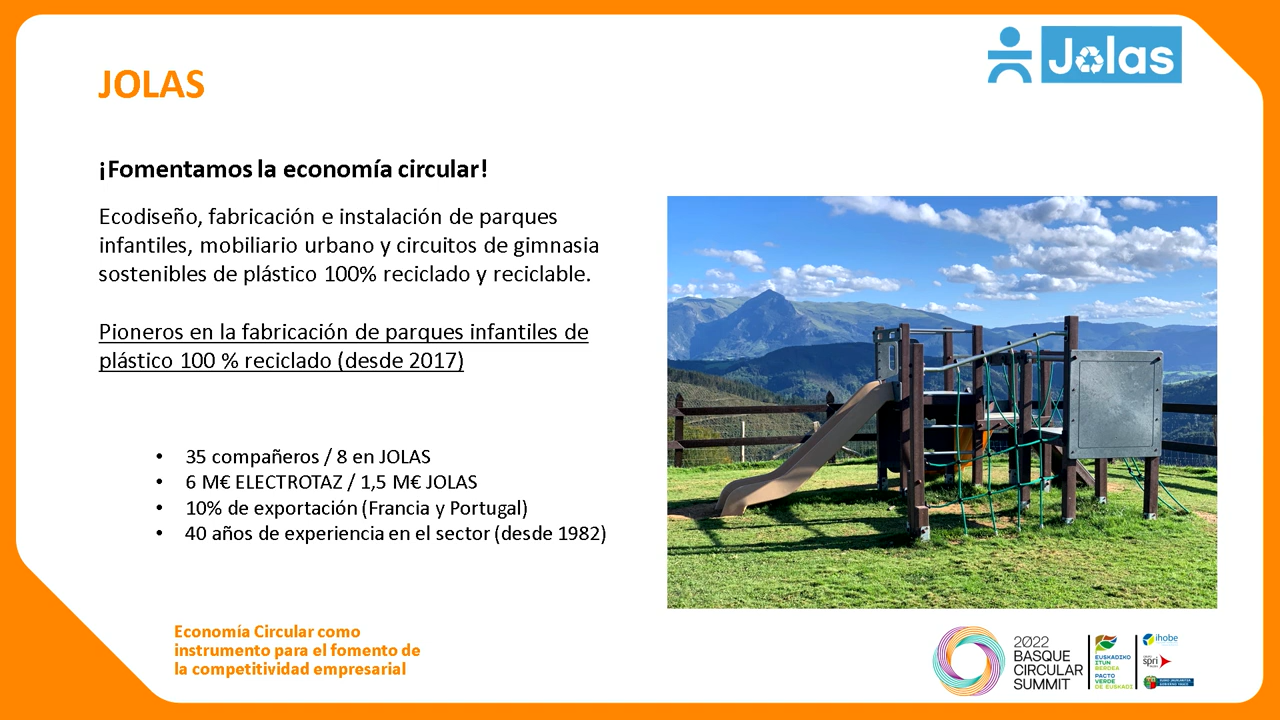 Jolas
JOLAS
¡Fomentamos la economía circular!
Ecodiseño, fabricación e instalación de parques
infantiles, mobiliario urbano y circuitos de gimnasia
sostenibles de plástico 100% reciclado y reciclable.
Pioneros en la fabricación de parques infantiles de
plástico 100 % reciclado (desde 2017)
• 35 compañeros / 8 en JOLAS
• 6 M€ ELECTROTAZ / 1,5 M€ JOLAS
• 10% de exportación (Francia y Portugal)
• 40 años de experiencia en el sector (desde 1982)
Economía Circular como
instrumento para el fomento de
la competitividad empresarial
2022
BASQUE
CIRCULAR
SUMMIT
EUSKADIKO
ITUN
BERDEA
PACTO
VERDE
DE EUSKADI
ihobe
spri